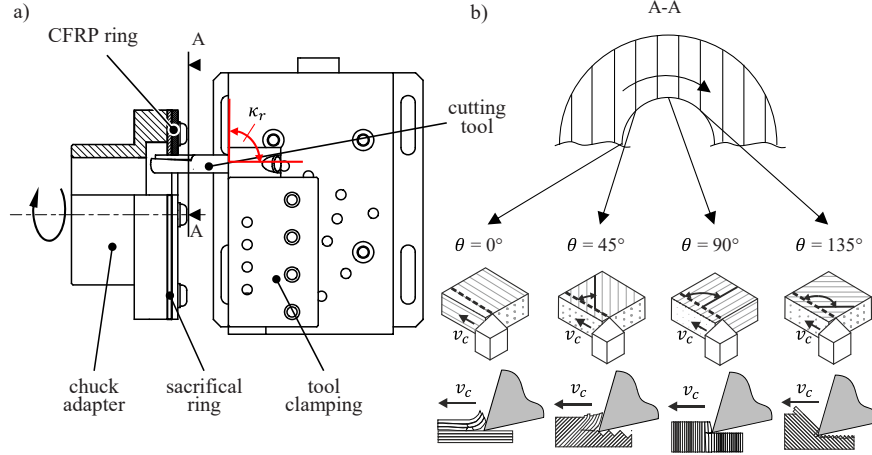 a)
CFRP ring
A
κr
cutting
tool
A
chuck
adapter
sacrifical
ring
tool
clamping
b)
A-A
θ = 0°
θ = 45°
θ = 90°
θ = 135°
vc
vc
vc
vc
vc
vc
vc
vc